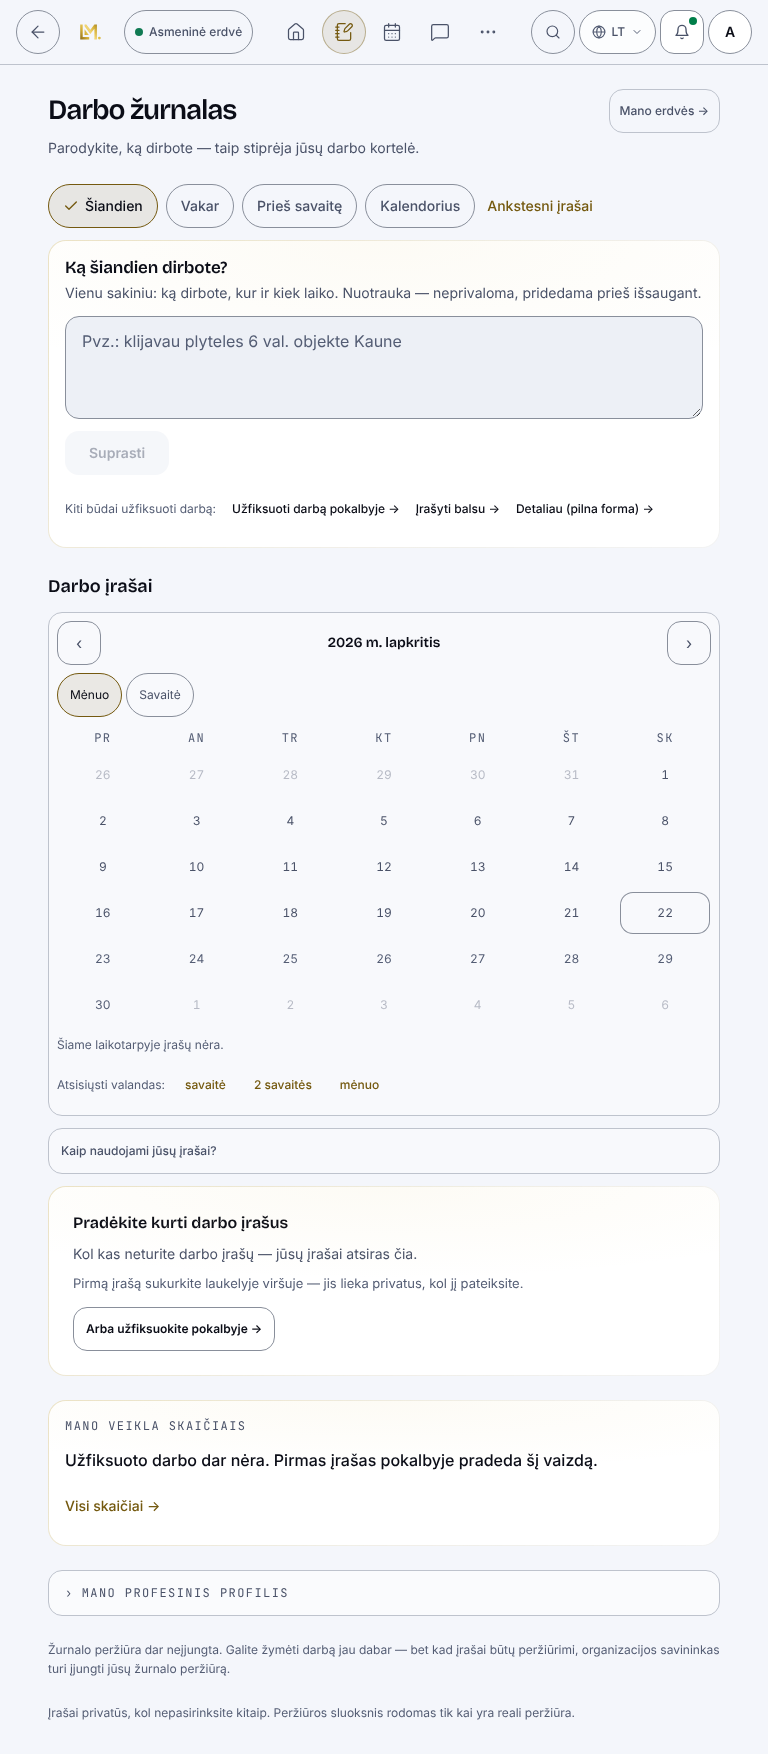 LM.
Asmeninė erdvė
LT
A
Darbo žurnalas
Mano erdvės →
Parodykite, ką dirbote — taip stiprėja jūsų darbo kortelė.
Šiandien
Vakar
Prieš savaitę
Kalendorius
Ankstesni įrašai
Ką šiandien dirbote?
Vienu sakiniu: ką dirbote, kur ir kiek laiko. Nuotrauka — neprivaloma, pridedama prieš išsaugant.
Pvz.: klijavau plyteles 6 val. objekte Kaune
Suprasti
Kiti būdai užfiksuoti darbą: Užfiksuoti darbą pokalbyje → Įrašyti balsu → Detaliau (pilna forma) →
Darbo įrašai
‹ 2026 m. lapkritis ›
Mėnuo Savaitė
PR AN TR KT PN ŠT SK
26 27 28 29 30 31 1
2 3 4 5 6 7 8
9 10 11 12 13 14 15
16 17 18 19 20 21 22
23 24 25 26 27 28 29
30 1 2 3 4 5 6
Šiame laikotarpyje įrašų nėra.
Atsisiųsti valandas: savaitė 2 savaitės mėnuo
Kaip naudojami jūsų įrašai?
Pradėkite kurti darbo įrašus
Kol kas neturite darbo įrašų — jūsų įrašai atsiras čia.
Pirmą įrašą sukurkite laukelyje viršuje — jis lieka privatus, kol jį pateiksite.
Arba užfiksuokite pokalbyje →
MANO VEIKLA SKAIČIAIS
Užfiksuoto darbo dar nėra. Pirmas įrašas pokalbyje pradeda šį vaizdą.
Visi skaičiai →
› MANO PROFESINIS PROFILIS
Žurnalo peržiūra dar neįjungta. Galite žymėti darbą jau dabar — bet kad įrašai būtų peržiūrimi, organizacijos savininkas
turi įjungti jūsų žurnalo peržiūrą.
Įrašai privatūs, kol nepasirinksite kitaip. Peržiūros sluoksnis rodomas tik kai yra reali peržiūra.